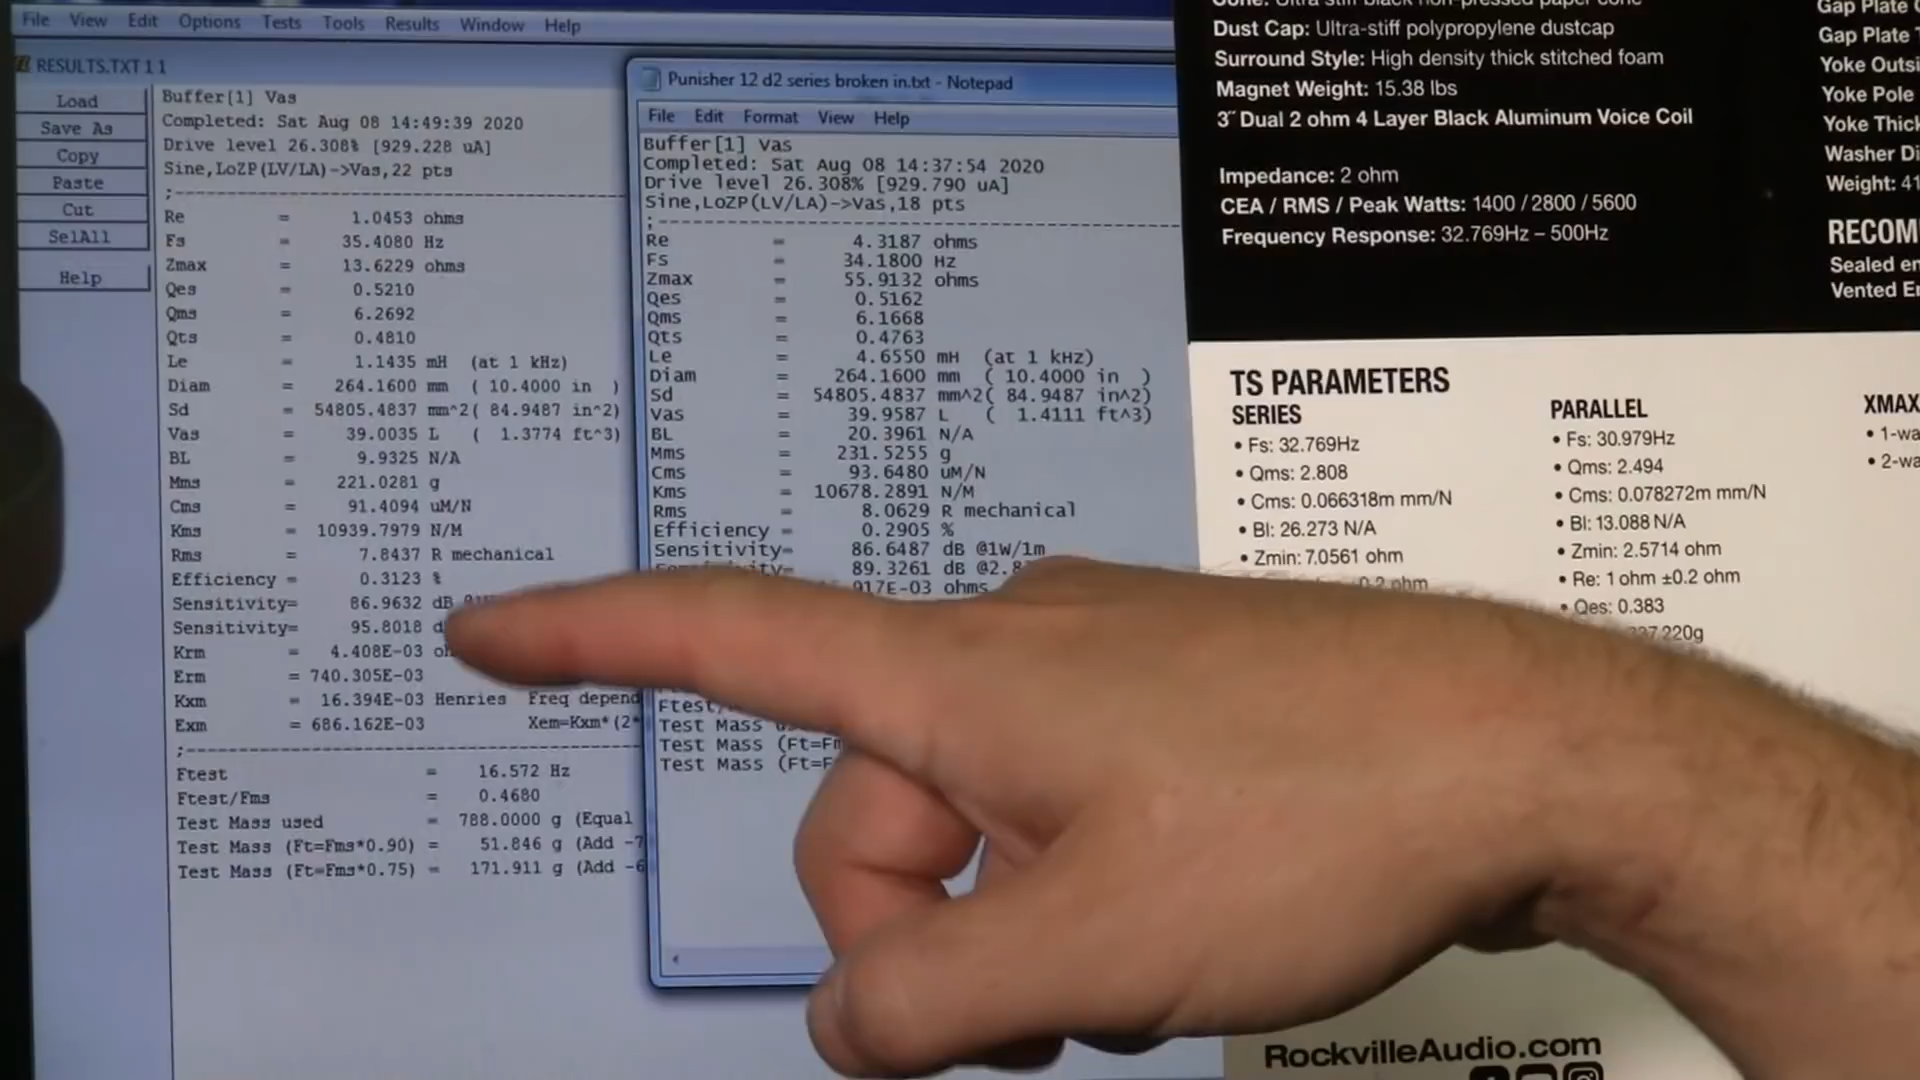 File View Edit Options Tests Tools Results Window Help
RESULTS.TXT 1 1
Load
Save As
Copy
Paste
Cut
SelAll
Help
Buffer[1] Vas
Completed: Sat Aug 08 14:49:39 2020
Drive level 26.308% [929.228 uA]
Sine,LoZP(LV/LA)->Vas,22 pts
;------------------------------------------
Re = 1.0453 ohms
Fs = 35.4080 Hz
Zmax = 13.6229 ohms
Qes = 0.5210
Qms = 6.2692
Qts = 0.4810
Le = 1.1435 mH (at 1 kHz)
Diam = 264.1600 mm ( 10.4000 in )
Sd = 54805.4837 mm^2( 84.9487 in^2)
Vas = 39.0035 L ( 1.3774 ft^3)
BL = 9.9325 N/A
Mms = 221.0281 g
Cms = 91.4094 uM/N
Kms = 10939.7979 N/M
Rms = 7.8437 R mechanical
Efficiency = 0.3123 %
Sensitivity= 86.9632 dB
Sensitivity= 95.8018
Krm = 4.408E-03
Erm = 740.305E-03
Kxm = 16.394E-03 Henries Freq depend
Exm = 686.162E-03 Xem=Kxm*(2*
;------------------------------------------
Ftest = 16.572 Hz
Ftest/Fms = 0.4680
Test Mass used = 788.0000 g (Equal
Test Mass (Ft=Fms*0.90) = 51.846 g (Add -7
Test Mass (Ft=Fms*0.75) = 171.911 g (Add -6
Punisher 12 d2 series broken in.txt - Notepad
File Edit Format View Help
Buffer[1] Vas
Completed: Sat Aug 08 14:37:54 2020
Drive level 26.308% [929.790 uA]
Sine,LoZP(LV/LA)->Vas,18 pts
;------------------------------------------
Re = 4.3187 ohms
Fs = 34.1800 Hz
Zmax = 55.9132 ohms
Qes = 0.5162
Qms = 6.1668
Qts = 0.4763
Le = 4.6550 mH (at 1 kHz)
Diam = 264.1600 mm ( 10.4000 in )
Sd = 54805.4837 mm^2( 84.9487 in^2)
Vas = 39.9587 L ( 1.4111 ft^3)
BL = 20.3961 N/A
Mms = 231.5255 g
Cms = 93.6480 uM/N
Kms = 10678.2891 N/M
Rms = 8.0629 R mechanical
Efficiency = 0.2905 %
Sensitivity= 86.6487 dB @1W/1m
Sensitivity= 89.3261 dB @2.8
917E-03 ohms
Ftest/
Test Mass
Test Mass (Ft=Fm
Test Mass (Ft=F
Dust Cap: Ultra-stiff polypropylene dustcap
Surround Style: High density thick stitched foam
Magnet Weight: 15.38 lbs
3" Dual 2 ohm 4 Layer Black Aluminum Voice Coil
Impedance: 2 ohm
CEA / RMS / Peak Watts: 1400 / 2800 / 5600
Frequency Response: 32.769Hz – 500Hz
Gap Plate
Gap Plate
Yoke Outsi
Yoke Pole
Yoke Thick
Washer Di
Weight: 41
RECOM
Sealed en
Vented E
TS PARAMETERS
SERIES
• Fs: 32.769Hz
• Qms: 2.808
• Cms: 0.066318m mm/N
• Bl: 26.273 N/A
• Zmin: 7.0561 ohm
0.2 ohm
PARALLEL
• Fs: 30.979Hz
• Qms: 2.494
• Cms: 0.078272m mm/N
• Bl: 13.088 N/A
• Zmin: 2.5714 ohm
• Re: 1 ohm ±0.2 ohm
• Qes: 0.383
220g
XMAX
• 1-wa
• 2-wa
RockvilleAudio.com